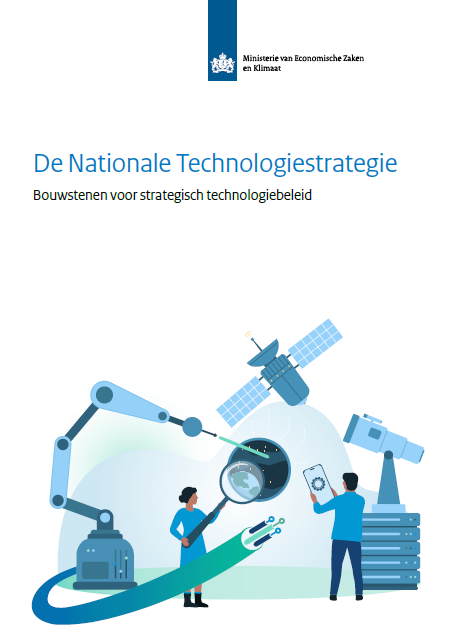 Ministerie van Economische Zaken
en Klimaat
De Nationale Technologiestrategie
Bouwstenen voor strategisch technologiebeleid